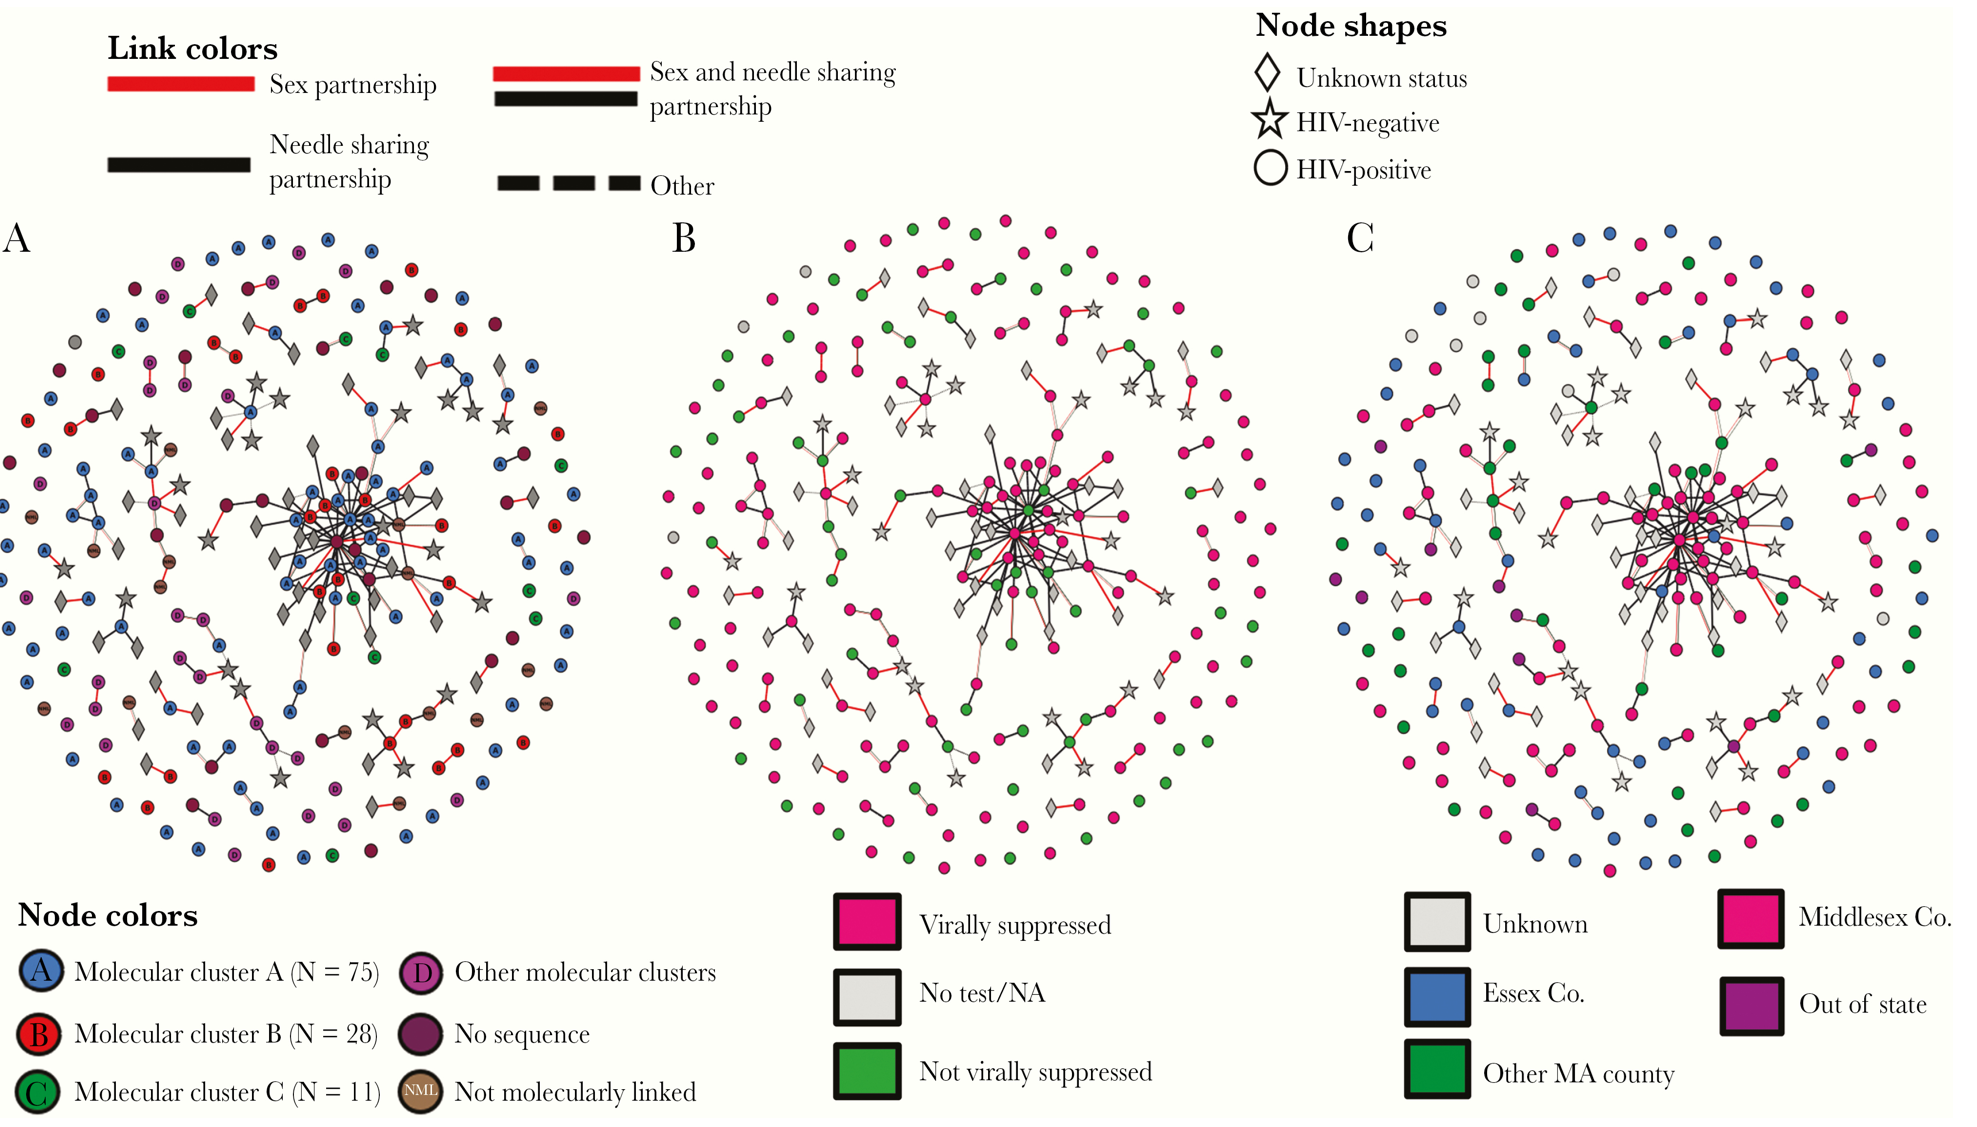 Link colors
Sex partnership
Needle sharing
partnership
Sex and needle sharing
partnership
Other
Node shapes
Unknown status
HIV-negative
HIV-positive
A
B
C
Node colors
A Molecular cluster A (N = 75)
B Molecular cluster B (N = 28)
C Molecular cluster C (N = 11)
D Other molecular clusters
No sequence
NML Not molecularly linked
Virally suppressed
No test/NA
Not virally suppressed
Unknown
Essex Co.
Other MA county
Middlesex Co.
Out of state